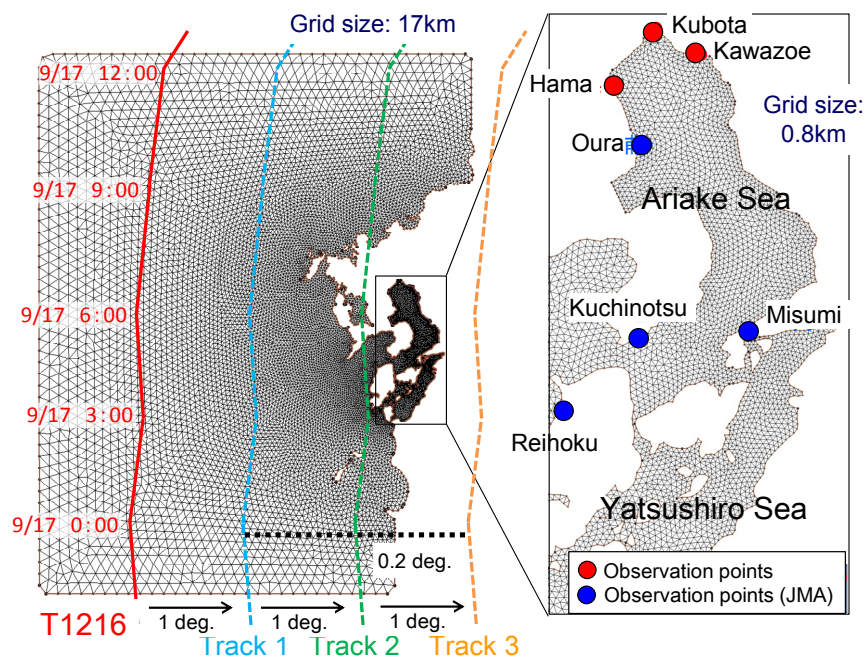 Grid size: 17km
9/17 12:00
9/17 9:00
9/17 6:00
9/17 3:00
9/17 0:00
0.2 deg.
1 deg.
1 deg.
1 deg.
T1216
Track 1
Track 2
Track 3
Kubota
Kawazoe
Hama
Grid size:
0.8km
Oura
Ariake Sea
Kuchinotsu
Misumi
Reihoku
Yatsushiro Sea
Observation points
Observation points (JMA)